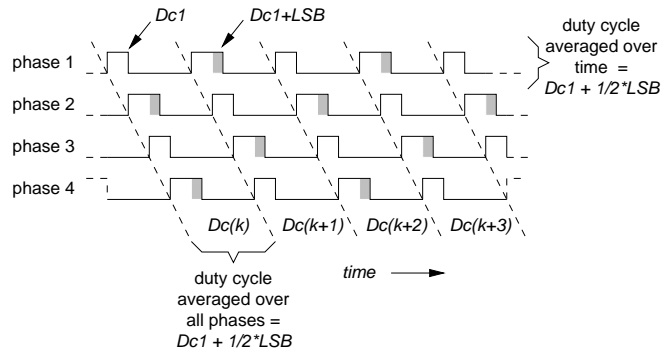 Dc1
Dc1+LSB
phase 1
phase 2
phase 3
phase 4
duty cycle
averaged over
time =
Dc1 + 1/2*LSB
Dc(k)
Dc(k+1)
Dc(k+2)
Dc(k+3)
time
duty cycle
averaged over
all phases =
Dc1 + 1/2*LSB